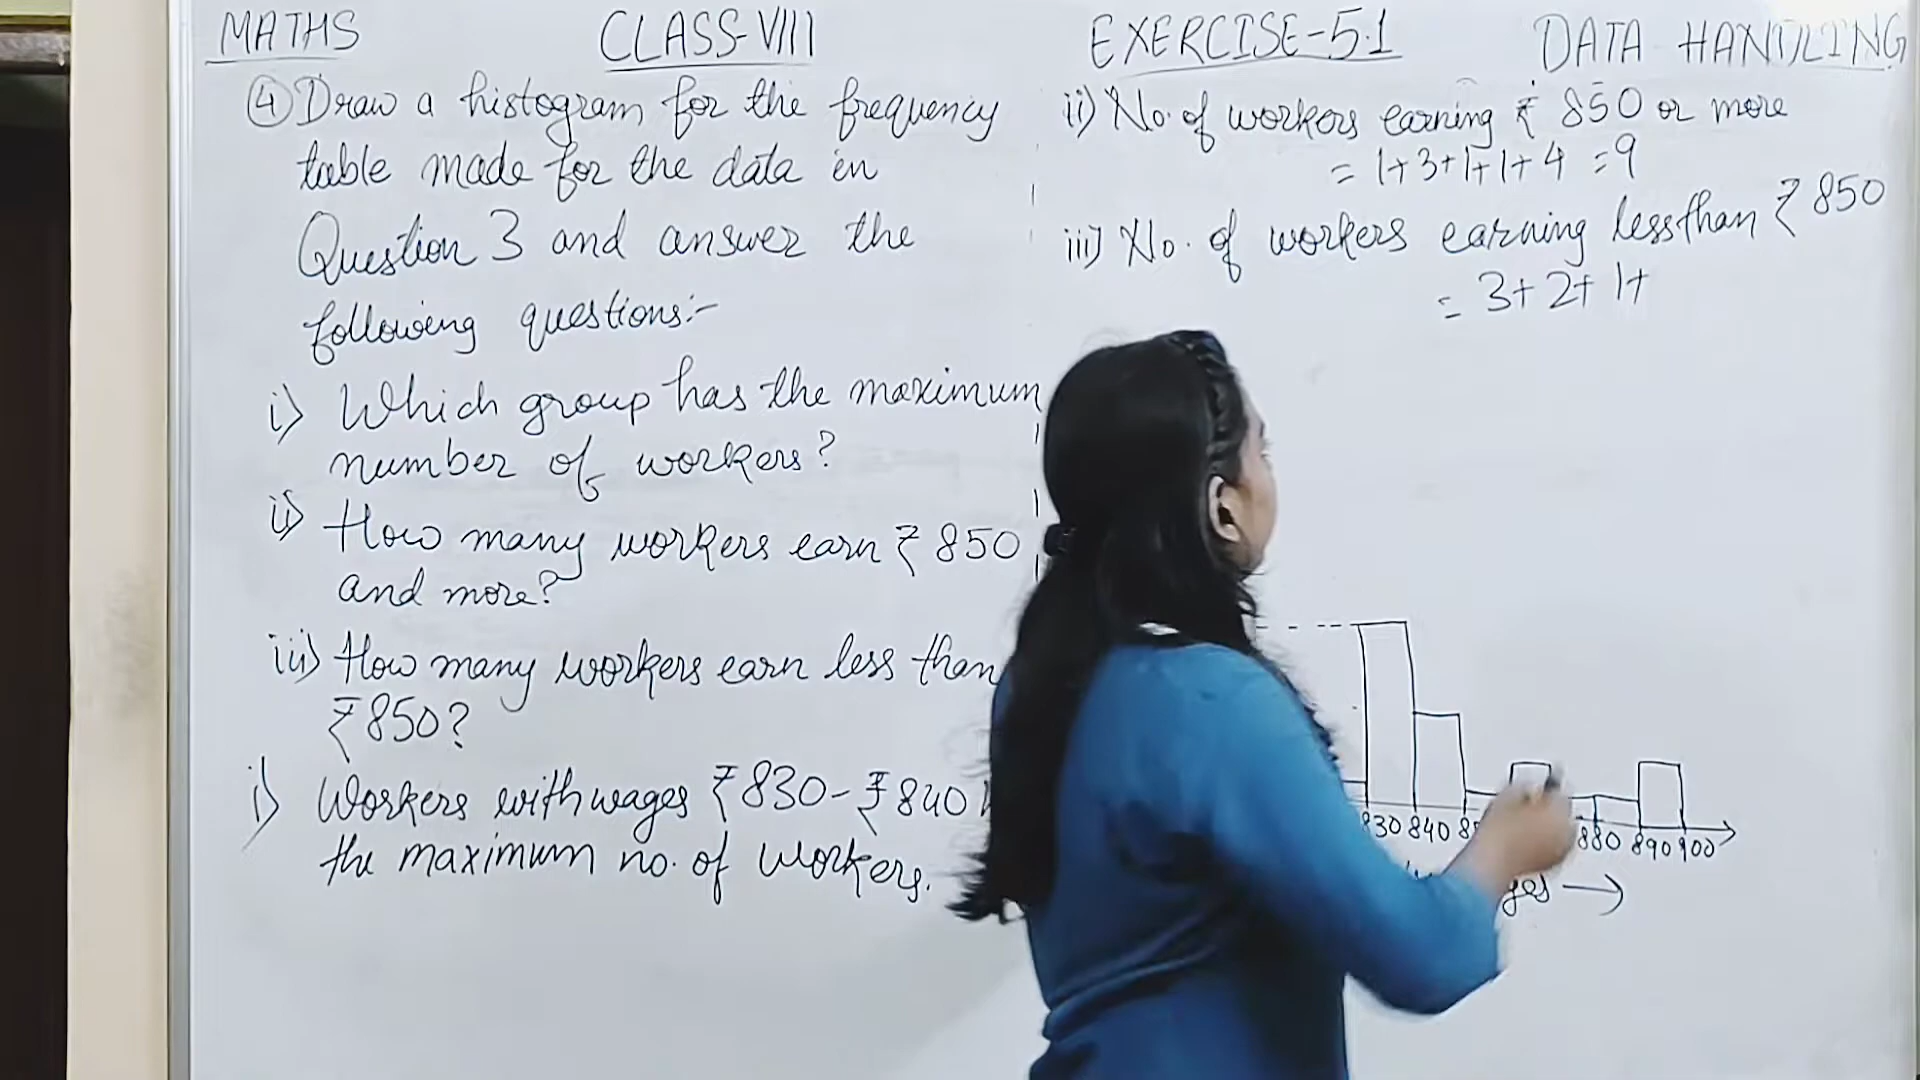 MATHS CLASS-VIII EXERCISE-5.1 DATA HANDLING
④ Draw a histogram for the frequency
table made for the data in
Question 3 and answer the
following questions:-
i) Which group has the maximum
number of workers?
ii) How many workers earn ₹ 850
and more?
iii) How many workers earn less than
₹850?
i) Workers with wages ₹830-₹840
the maximum no. of workers.
ii) No. of workers earning ₹ 850 or more
= 1+3+1+1+4 =9
iii) No. of workers earning less than ₹ 850
= 3+2+1+
830 840 880 890 900